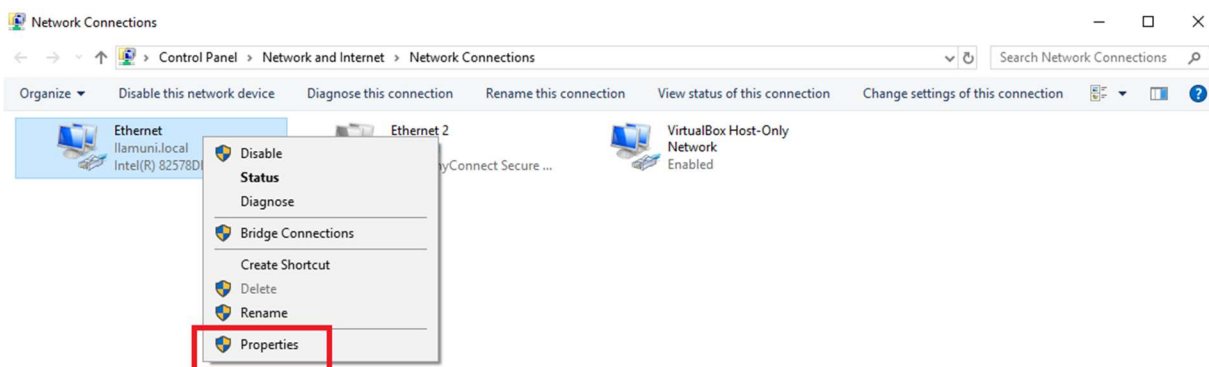 Network Connections
Control Panel > Network and Internet > Network Connections
Search Network Connections
Organize
Disable this network device
Diagnose this connection
Rename this connection
View status of this connection
Change settings of this connection
Ethernet
llamuni.local
Intel(R) 82578D
Ethernet 2
yConnect Secure ...
VirtualBox Host-Only
Network
Enabled
Disable
Status
Diagnose
Bridge Connections
Create Shortcut
Delete
Rename
Properties